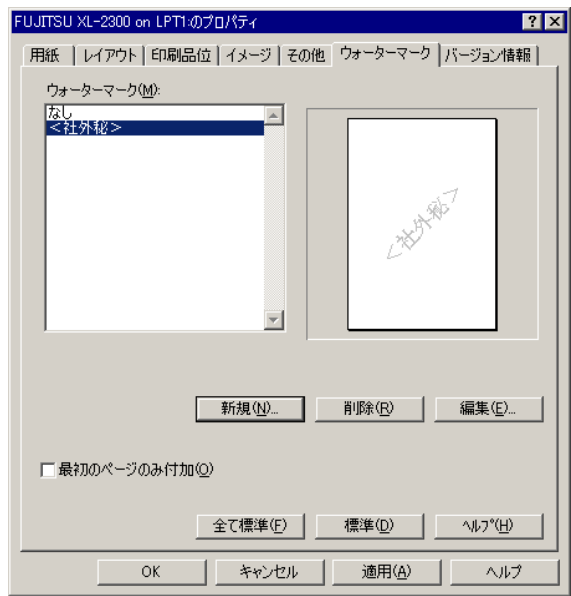 FUJITSU XL-2300 on LPT1:のプロパティ
用紙 レイアウト 印刷品位 イメージ その他 ウォーターマーク バージョン情報
ウォーターマーク(M):
なし
<社外秘>
<社外秘>
新規(N)... 削除(R) 編集(E)...
最初のページのみ付加(O)
全て標準(F) 標準(D) ヘルプ(H)
OK キャンセル 適用(A) ヘルプ